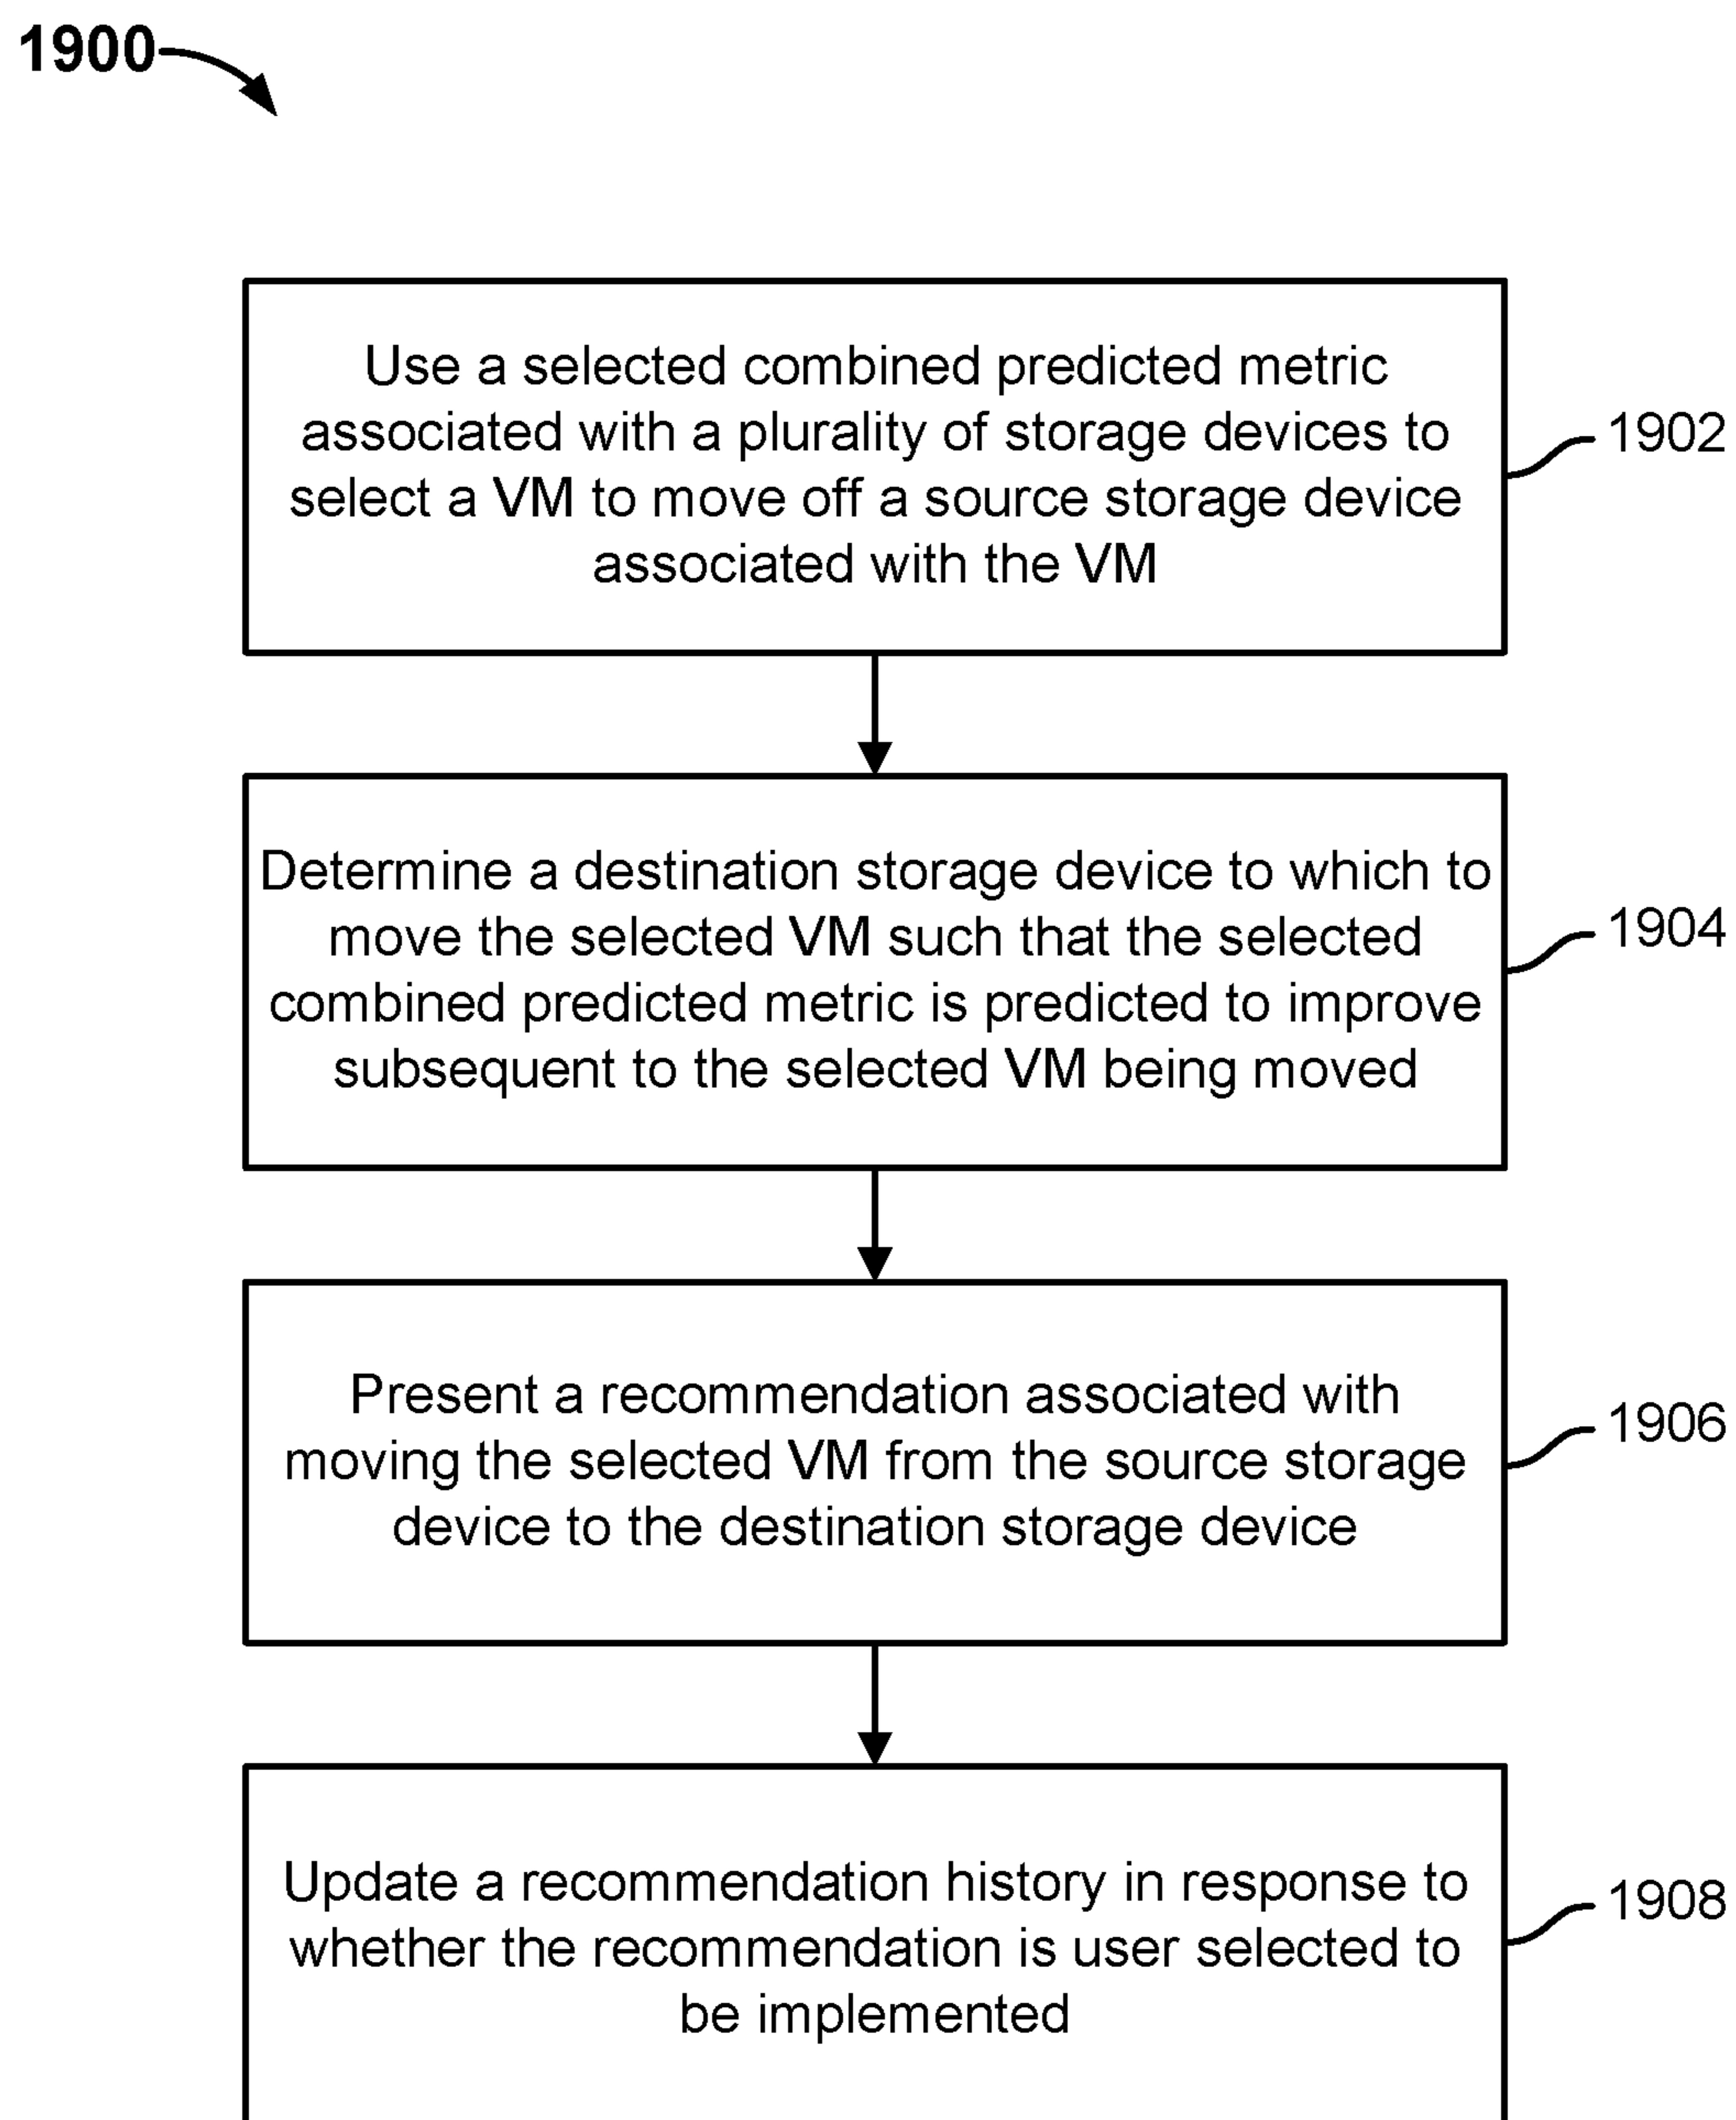 1900
Use a selected combined predicted metric
associated with a plurality of storage devices to
select a VM to move off a source storage device
associated with the VM
1902
Determine a destination storage device to which to
move the selected VM such that the selected
combined predicted metric is predicted to improve
subsequent to the selected VM being moved
1904
Present a recommendation associated with
moving the selected VM from the source storage
device to the destination storage device
1906
Update a recommendation history in response to
whether the recommendation is user selected to
be implemented
1908